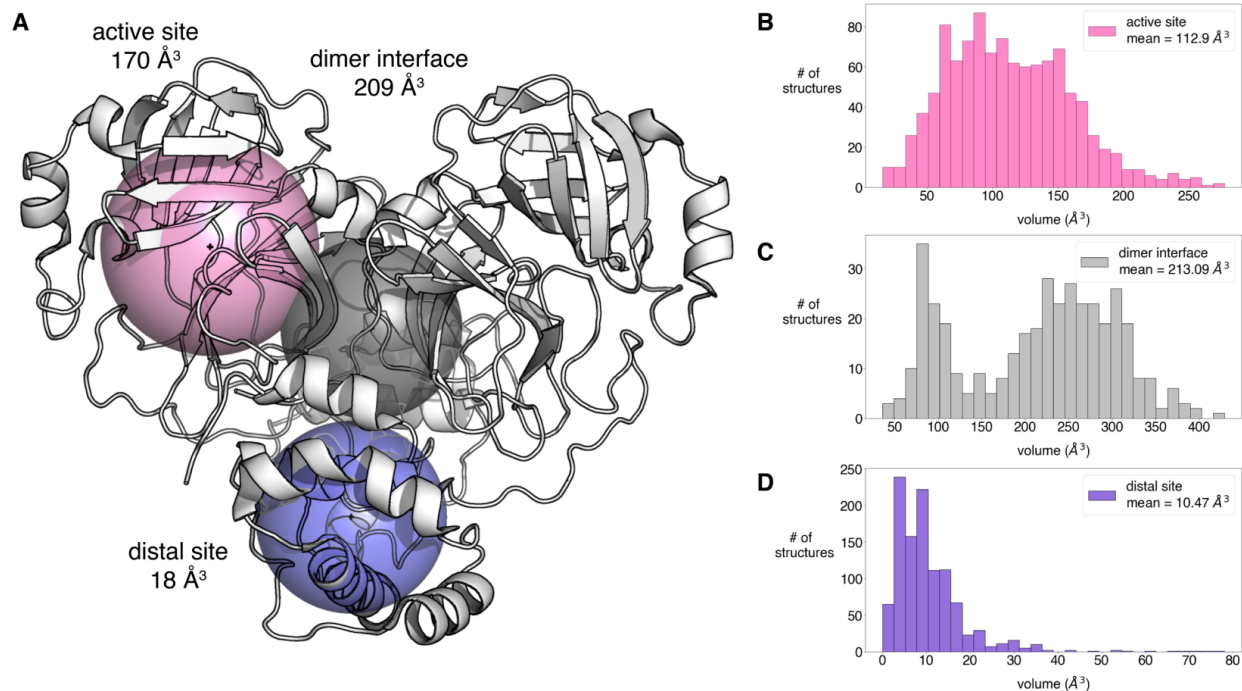 A
active site
170 Å³
dimer interface
209 Å³
distal site
18 Å³
B
active site
mean = 112.9 Å³
# of
structures
80
60
40
20
0
50
100
150
200
250
volume (Å³)
C
dimer interface
mean = 213.09 Å³
# of
structures
30
20
10
0
50
100
150
200
250
300
350
400
volume (Å³)
D
distal site
mean = 10.47 Å³
# of
structures
250
200
150
100
50
0
0
10
20
30
40
50
60
70
80
volume (Å³)